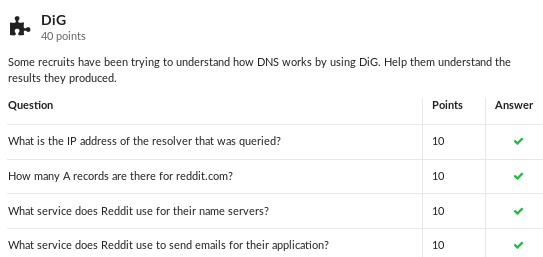 DiG
40 points
Some recruits have been trying to understand how DNS works by using DiG. Help them understand the
results they produced.
Question Points Answer
What is the IP address of the resolver that was queried? 10
How many A records are there for reddit.com? 10
What service does Reddit use for their name servers? 10
What service does Reddit use to send emails for their application? 10